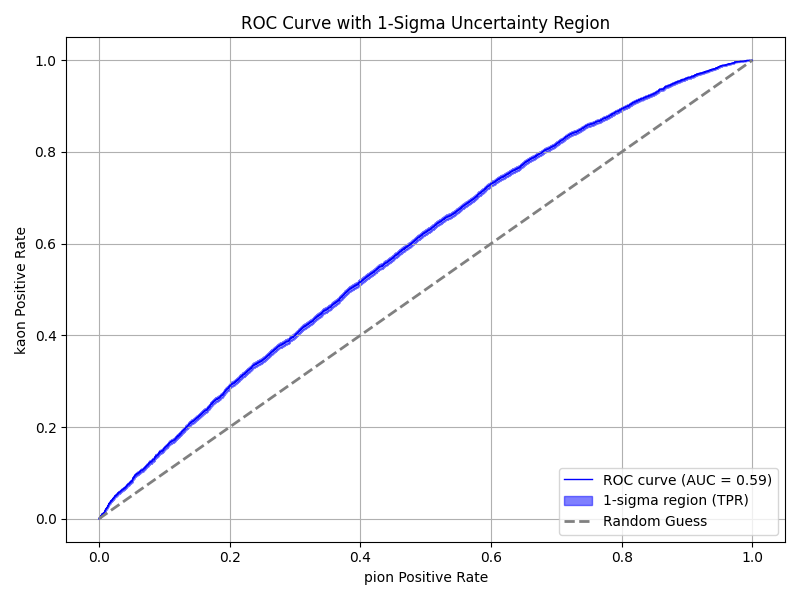 ROC Curve with 1-Sigma Uncertainty Region
kaon Positive Rate
1.0
0.8
0.6
0.4
0.2
0.0
ROC curve (AUC = 0.59)
1-sigma region (TPR)
Random Guess
0.0 0.2 0.4 0.6 0.8 1.0
pion Positive Rate